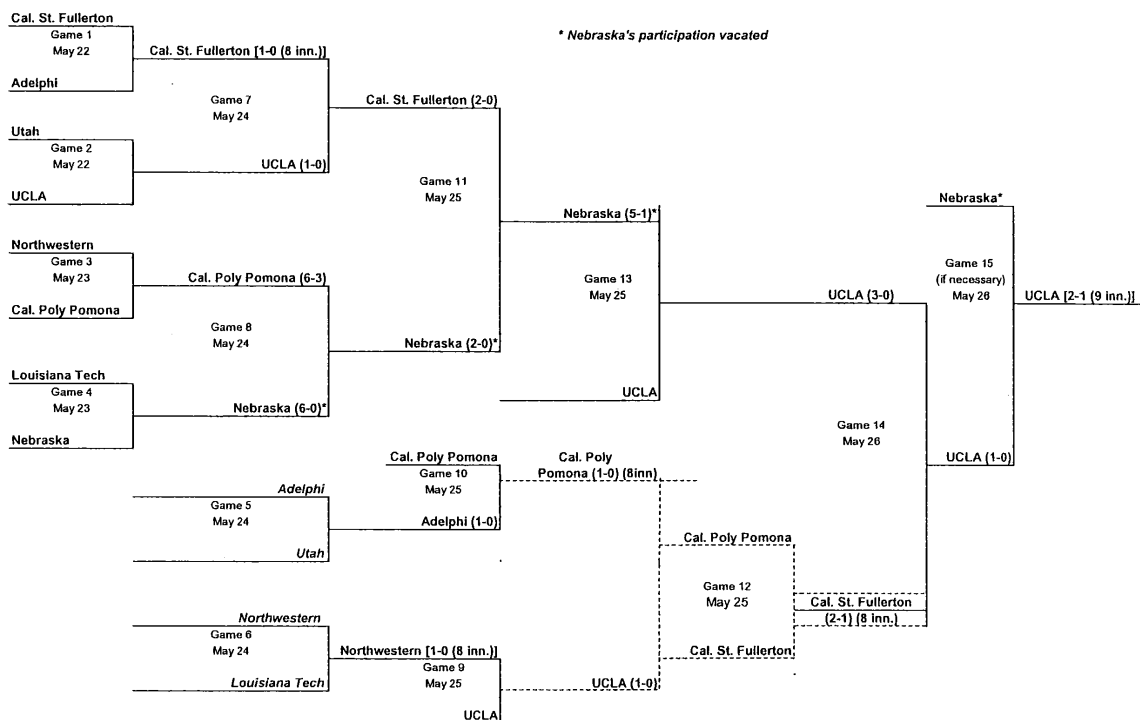 Cal. St. Fullerton
Game 1
May 22
Adelphi
Cal. St. Fullerton [1-0 (8 inn.)]
* Nebraska's participation vacated
Game 7
May 24
Cal. St. Fullerton (2-0)
Utah
Game 2
May 22
UCLA
UCLA (1-0)
Game 11
May 25
Nebraska (5-1)*
Nebraska*
Northwestern
Game 3
May 23
Cal. Poly Pomona
Cal. Poly Pomona (6-3)
Game 13
May 25
Game 15
(if necessary)
May 26
UCLA (3-0)
UCLA [2-1 (9 inn.)]
Game 8
May 24
Nebraska (2-0)*
Louisiana Tech
Game 4
May 23
Nebraska
Nebraska (6-0)*
UCLA
Game 14
May 26
UCLA (1-0)
Cal. Poly Pomona
Game 10
May 25
Cal. Poly
Pomona (1-0) (8inn)
Adelphi
Game 5
May 24
Utah
Adelphi (1-0)
Cal. Poly Pomona
Game 12
May 25
Cal. St. Fullerton
Cal. St. Fullerton
(2-1) (8 inn.)
Northwestern
Game 6
May 24
Louisiana Tech
Northwestern [1-0 (8 inn.)]
Game 9
May 25
UCLA
UCLA (1-0)